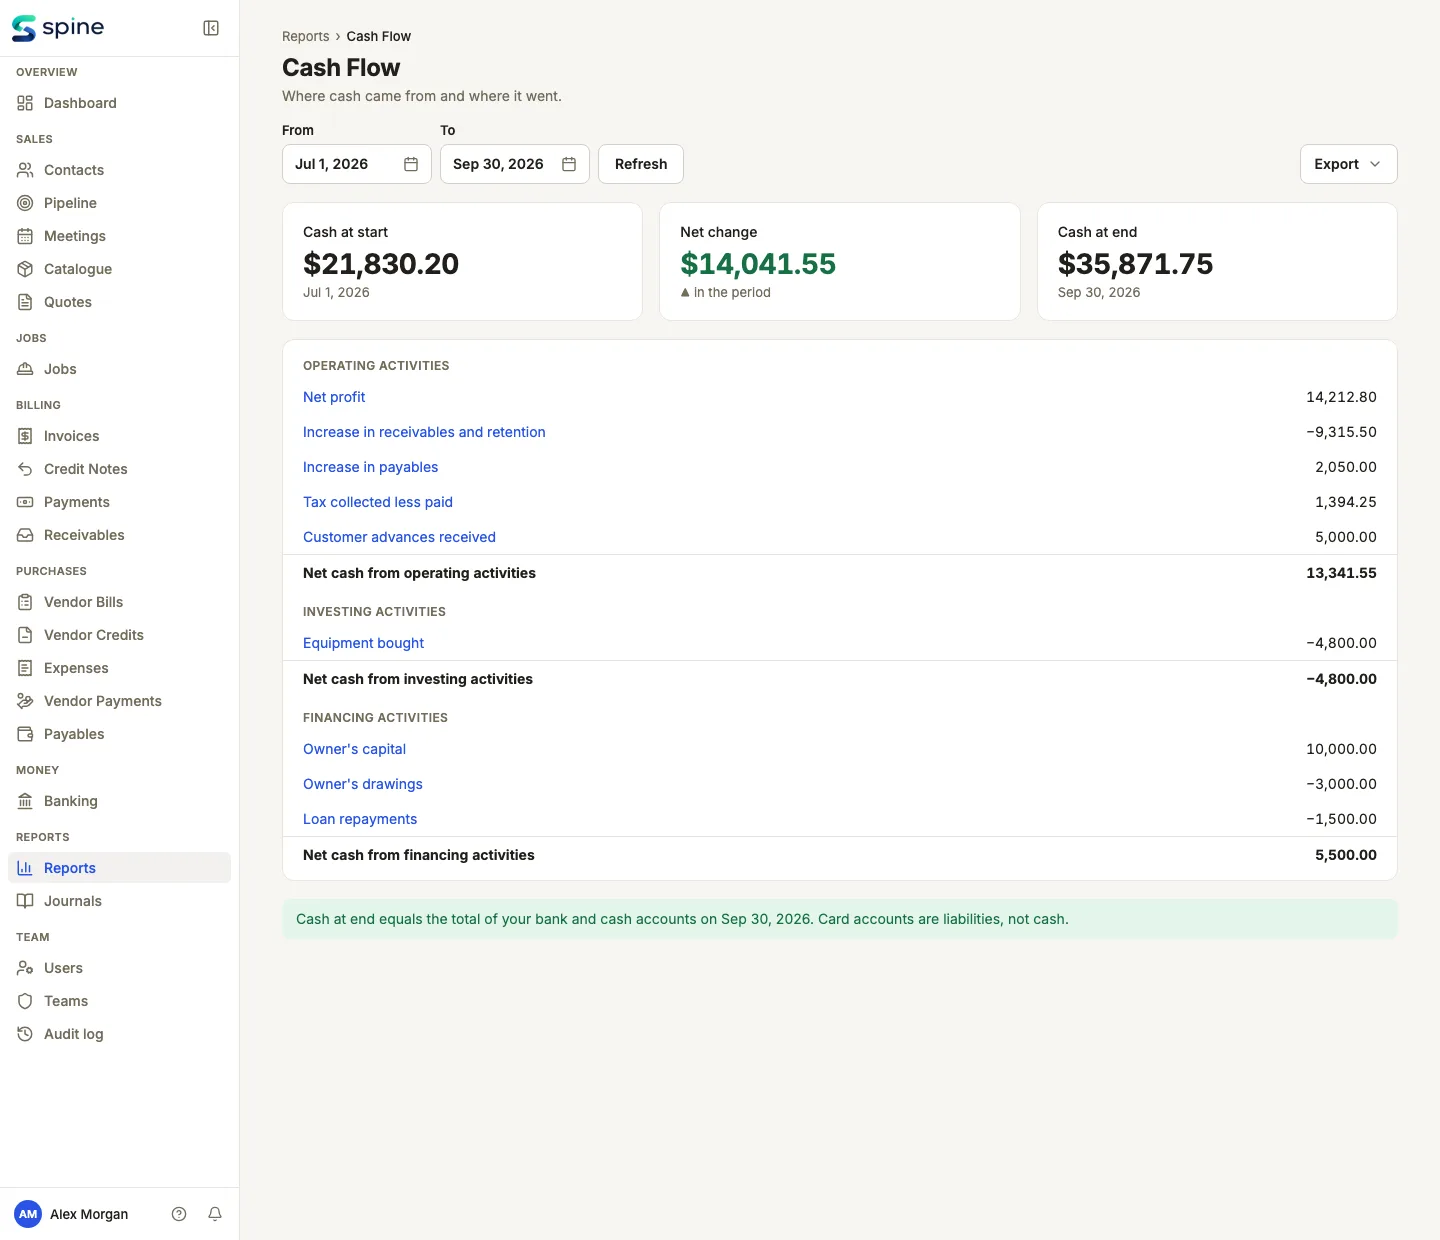 spine
OVERVIEW
Dashboard
SALES
Contacts
Pipeline
Meetings
Catalogue
Quotes
JOBS
Jobs
BILLING
Invoices
Credit Notes
Payments
Receivables
PURCHASES
Vendor Bills
Vendor Credits
Expenses
Vendor Payments
Payables
MONEY
Banking
REPORTS
Reports
Journals
TEAM
Users
Teams
Audit log
AM Alex Morgan
Reports › Cash Flow
Cash Flow
Where cash came from and where it went.
From To
Jul 1, 2026 Sep 30, 2026 Refresh Export
Cash at start
$21,830.20
Jul 1, 2026
Net change
$14,041.55
▲ in the period
Cash at end
$35,871.75
Sep 30, 2026
OPERATING ACTIVITIES
Net profit 14,212.80
Increase in receivables and retention −9,315.50
Increase in payables 2,050.00
Tax collected less paid 1,394.25
Customer advances received 5,000.00
Net cash from operating activities 13,341.55
INVESTING ACTIVITIES
Equipment bought −4,800.00
Net cash from investing activities −4,800.00
FINANCING ACTIVITIES
Owner's capital 10,000.00
Owner's drawings −3,000.00
Loan repayments −1,500.00
Net cash from financing activities 5,500.00
Cash at end equals the total of your bank and cash accounts on Sep 30, 2026. Card accounts are liabilities, not cash.